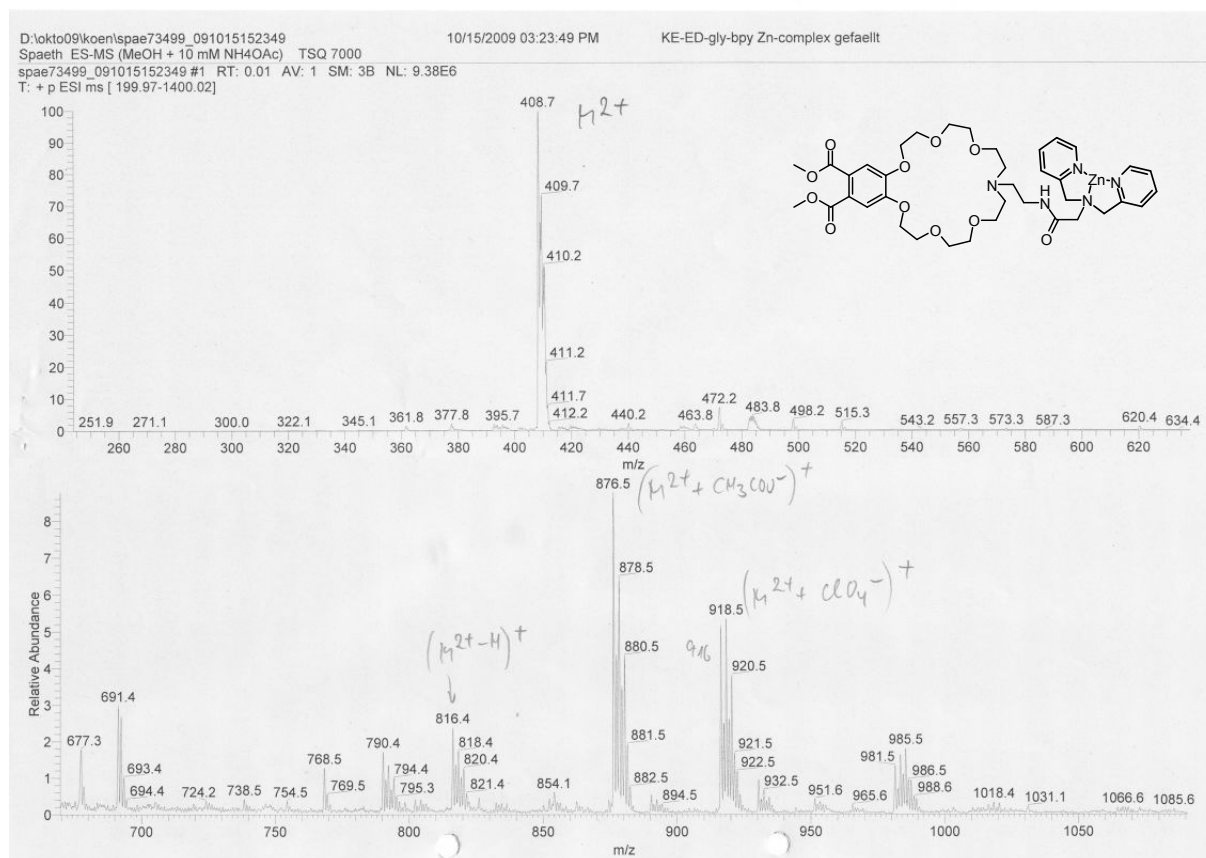 D:\okto09\koen\spae73499_091015152349 10/15/2009 03:23:49 PM KE-ED-gly-bpy Zn-complex gefaellt
Spaeth ES-MS (MeOH + 10 mM NH4OAc) TSQ 7000
spae73499_091015152349 #1 RT: 0.01 AV: 1 SM: 3B NL: 9.38E6
T: + p ESI ms [ 199.97-1400.02]
100
90
80
70
60
50
40
30
20
10
0
408.7
M2+
409.7
410.2
411.2
411.7
412.2
251.9 271.1 300.0 322.1 345.1 361.8 377.8 395.7 440.2 463.8 472.2 483.8 498.2 515.3 543.2 557.3 573.3 587.3 620.4 634.4
260 280 300 320 340 360 380 400 420 440 460 480 500 520 540 560 580 600 620
m/z
O
O
O
O
O
O
O
O
O
O
N
H
N
O
N
Zn
N
N
Relative Abundance
8
7
6
5
4
3
2
1
0
876.5
(M2+ + CH3COO-)+
878.5
880.5
881.5
882.5
894.5
(M2+ + ClO4-)+
918.5
916
920.5
921.5
922.5
932.5
(M2+-H)+
816.4
818.4
820.4
821.4
677.3
691.4
693.4
694.4
724.2
738.5
754.5
768.5
769.5
790.4
794.4
795.3
854.1
951.6
965.6
981.5
985.5
986.5
988.6
1018.4
1031.1
1066.6
1085.6
700 750 800 850 900 950 1000 1050
m/z